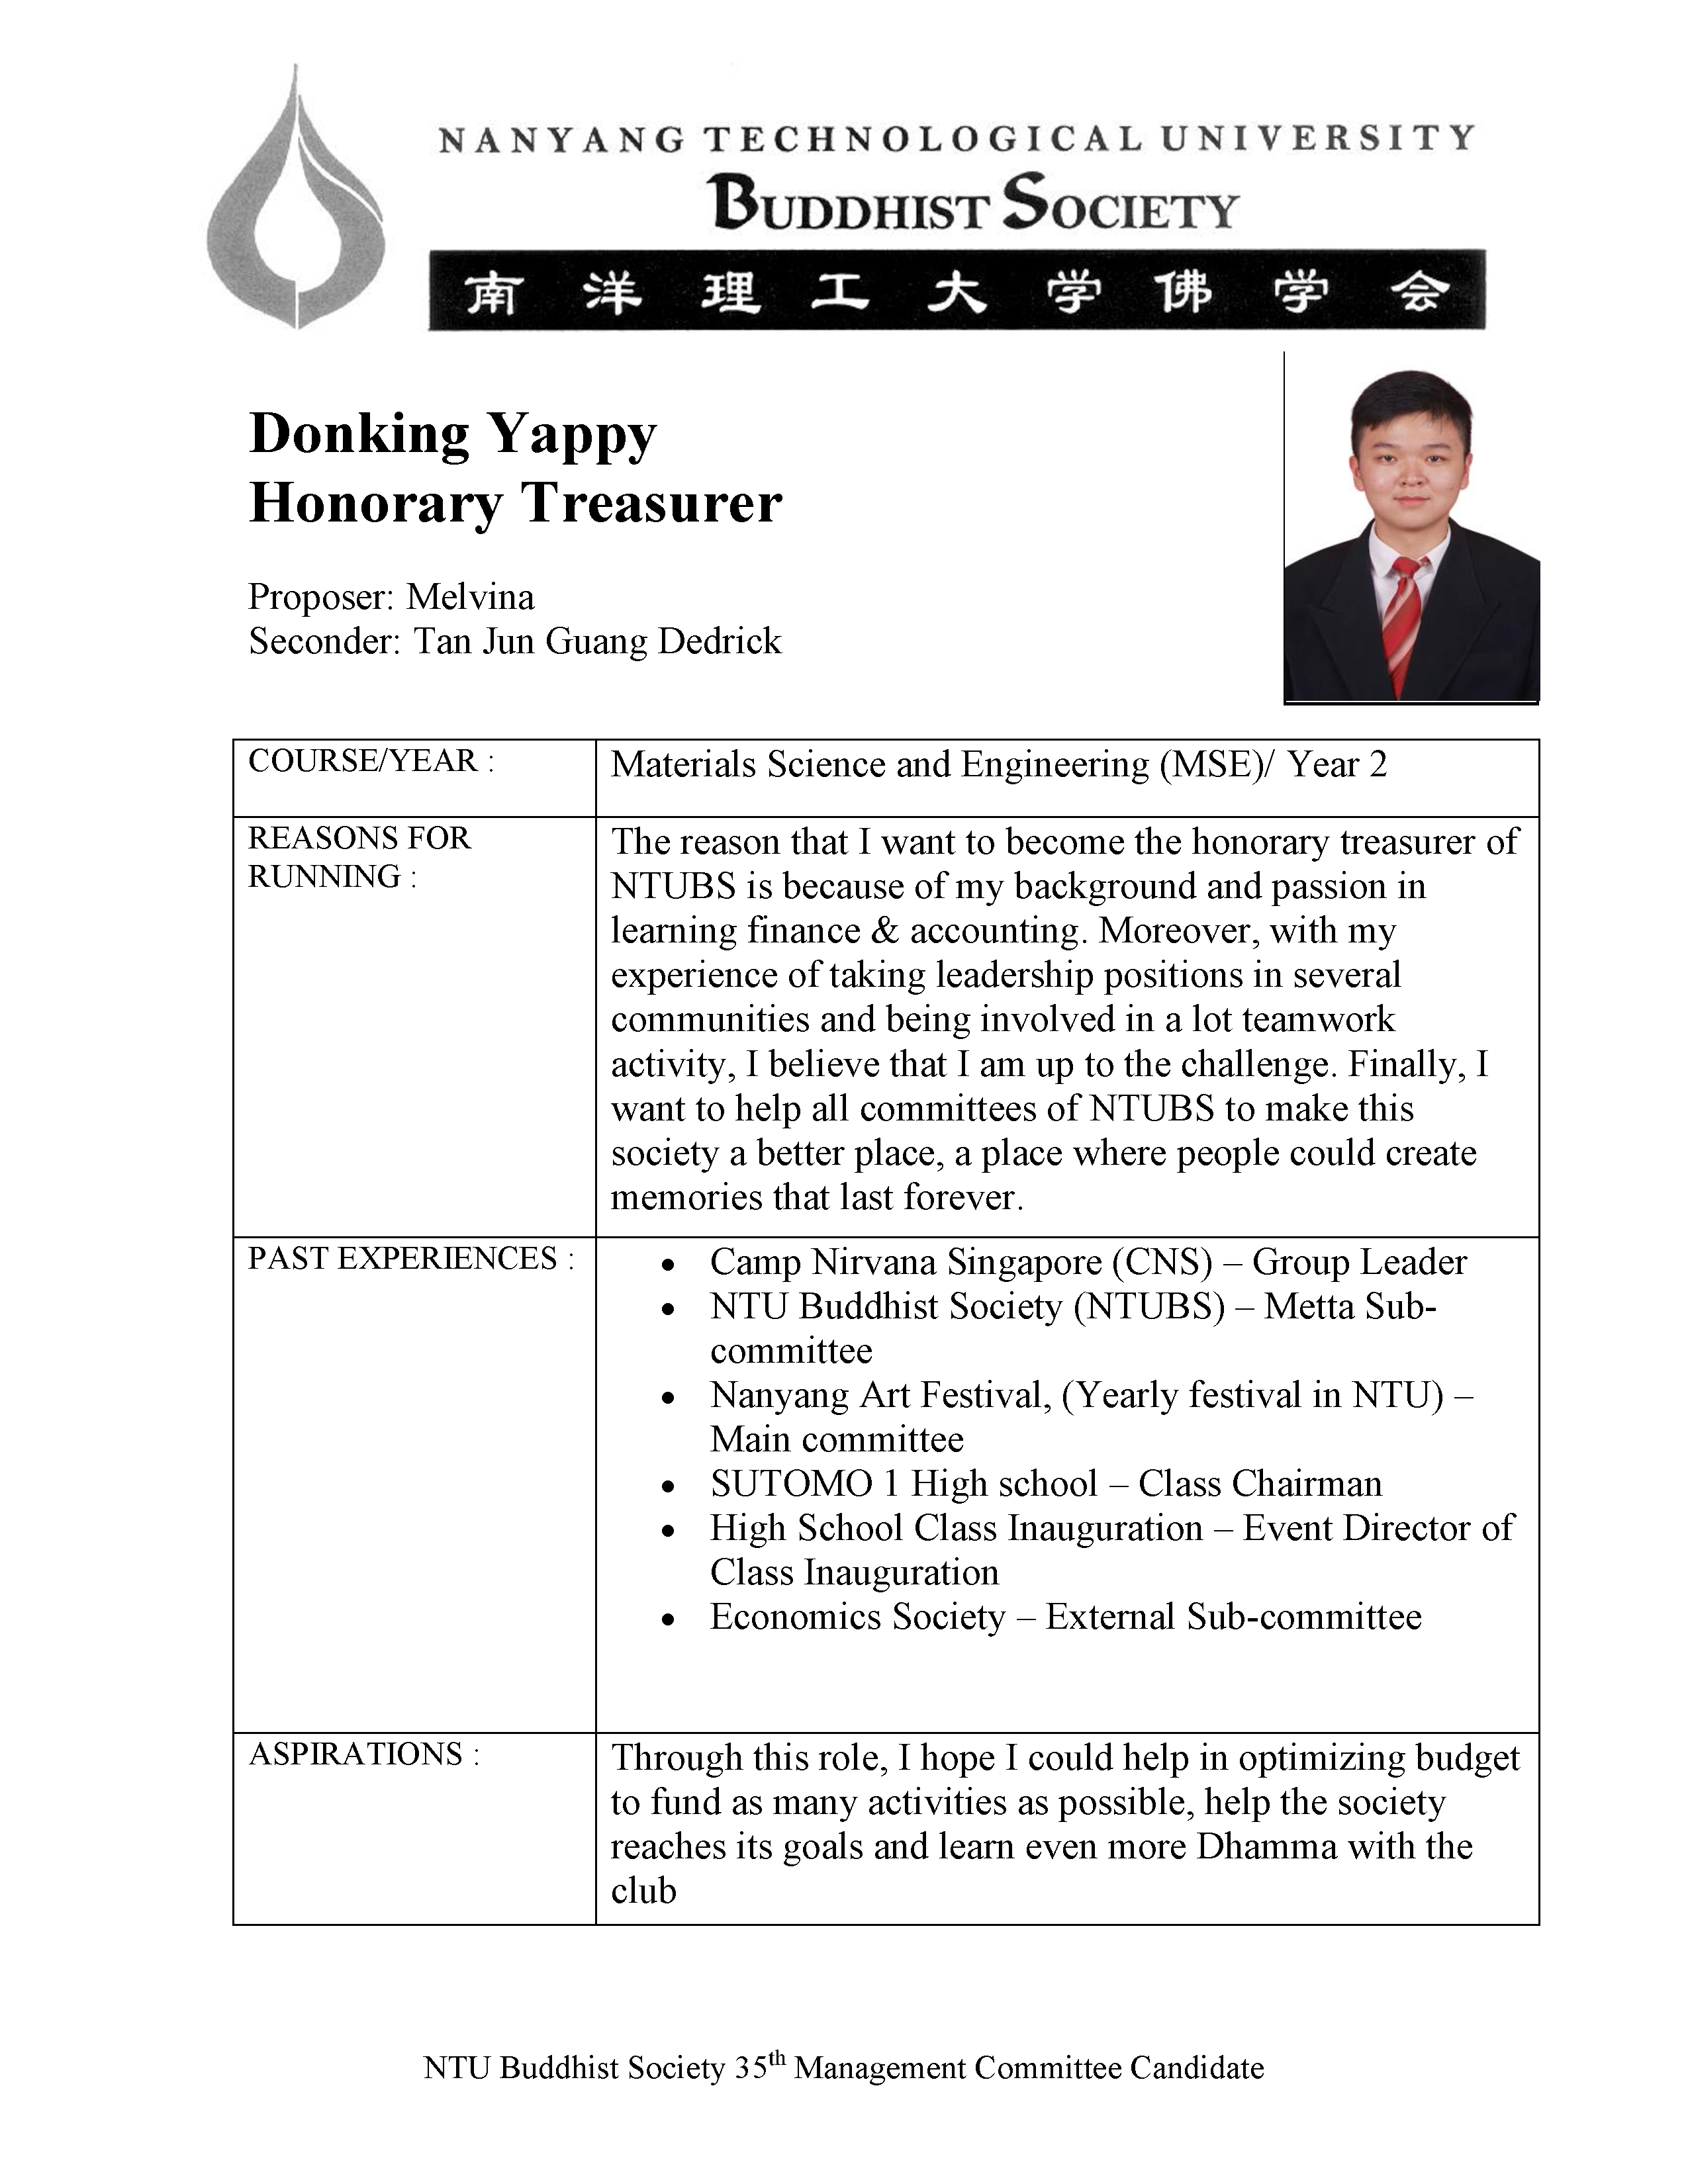 NANYANG TECHNOLOGICAL UNIVERSITY
BUDDHIST SOCIETY
南洋理工大学佛学会
Donking Yappy
Honorary Treasurer
Proposer: Melvina
Seconder: Tan Jun Guang Dedrick
COURSE/YEAR :
Materials Science and Engineering (MSE)/ Year 2
REASONS FOR
RUNNING :
The reason that I want to become the honorary treasurer of
NTUBS is because of my background and passion in
learning finance & accounting. Moreover, with my
experience of taking leadership positions in several
communities and being involved in a lot teamwork
activity, I believe that I am up to the challenge. Finally, I
want to help all committees of NTUBS to make this
society a better place, a place where people could create
memories that last forever.
PAST EXPERIENCES :
• Camp Nirvana Singapore (CNS) – Group Leader
• NTU Buddhist Society (NTUBS) – Metta Sub-
committee
• Nanyang Art Festival, (Yearly festival in NTU) –
Main committee
• SUTOMO 1 High school – Class Chairman
• High School Class Inauguration – Event Director of
Class Inauguration
• Economics Society – External Sub-committee
ASPIRATIONS :
Through this role, I hope I could help in optimizing budget
to fund as many activities as possible, help the society
reaches its goals and learn even more Dhamma with the
club
NTU Buddhist Society 35th Management Committee Candidate